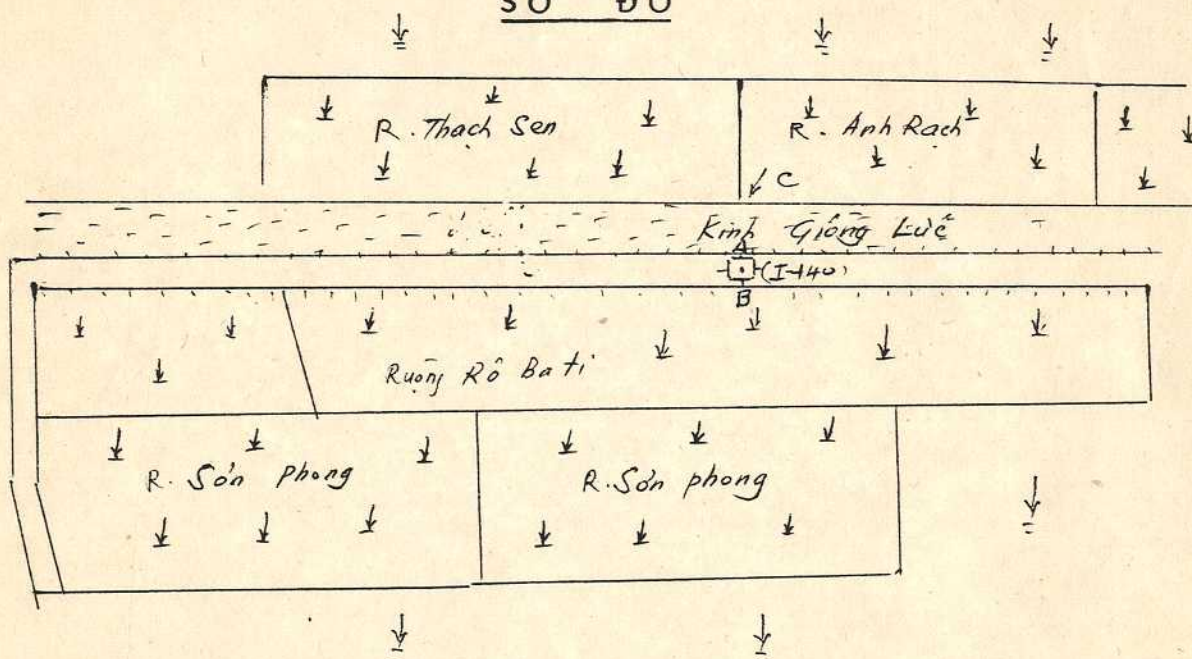 SƠ ĐỒ
R. Thạch Sen
R. Anh Rạch
C
Kinh Giồng Lức
A
(I-140)
B
Ruộng Rô Ba ti
R. Sơn phong
R. Sơn phong